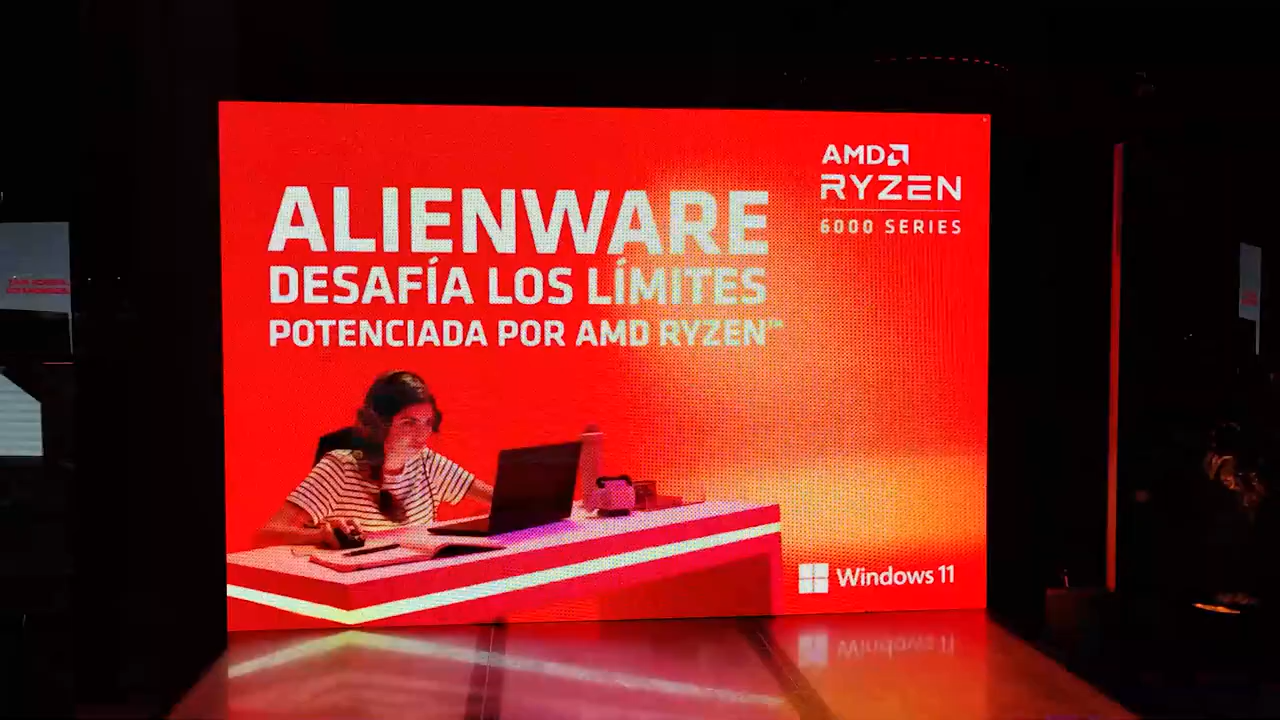 ALIENWARE
DESAFÍA LOS LÍMITES
POTENCIADA POR AMD RYZEN™
AMD
RYZEN
6000 SERIES
Windows 11